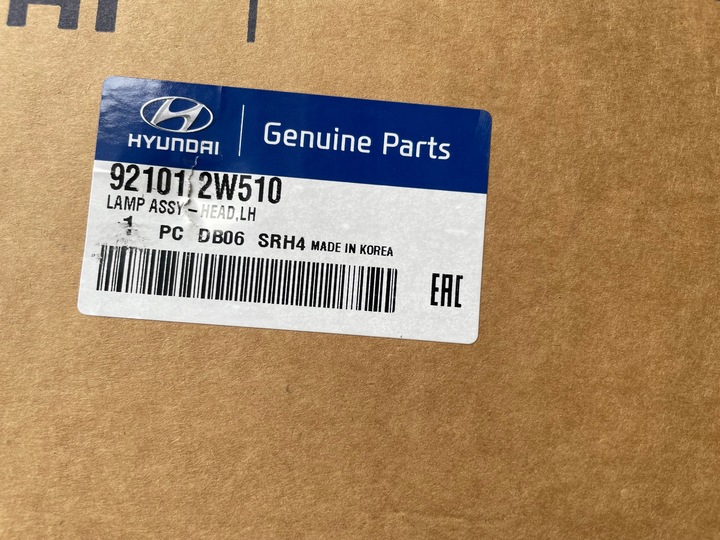 HYUNDAI
Genuine Parts
92101 2W510
LAMP ASSY-HEAD,LH
1 PC DB06 SRH4 MADE IN KOREA
EAC